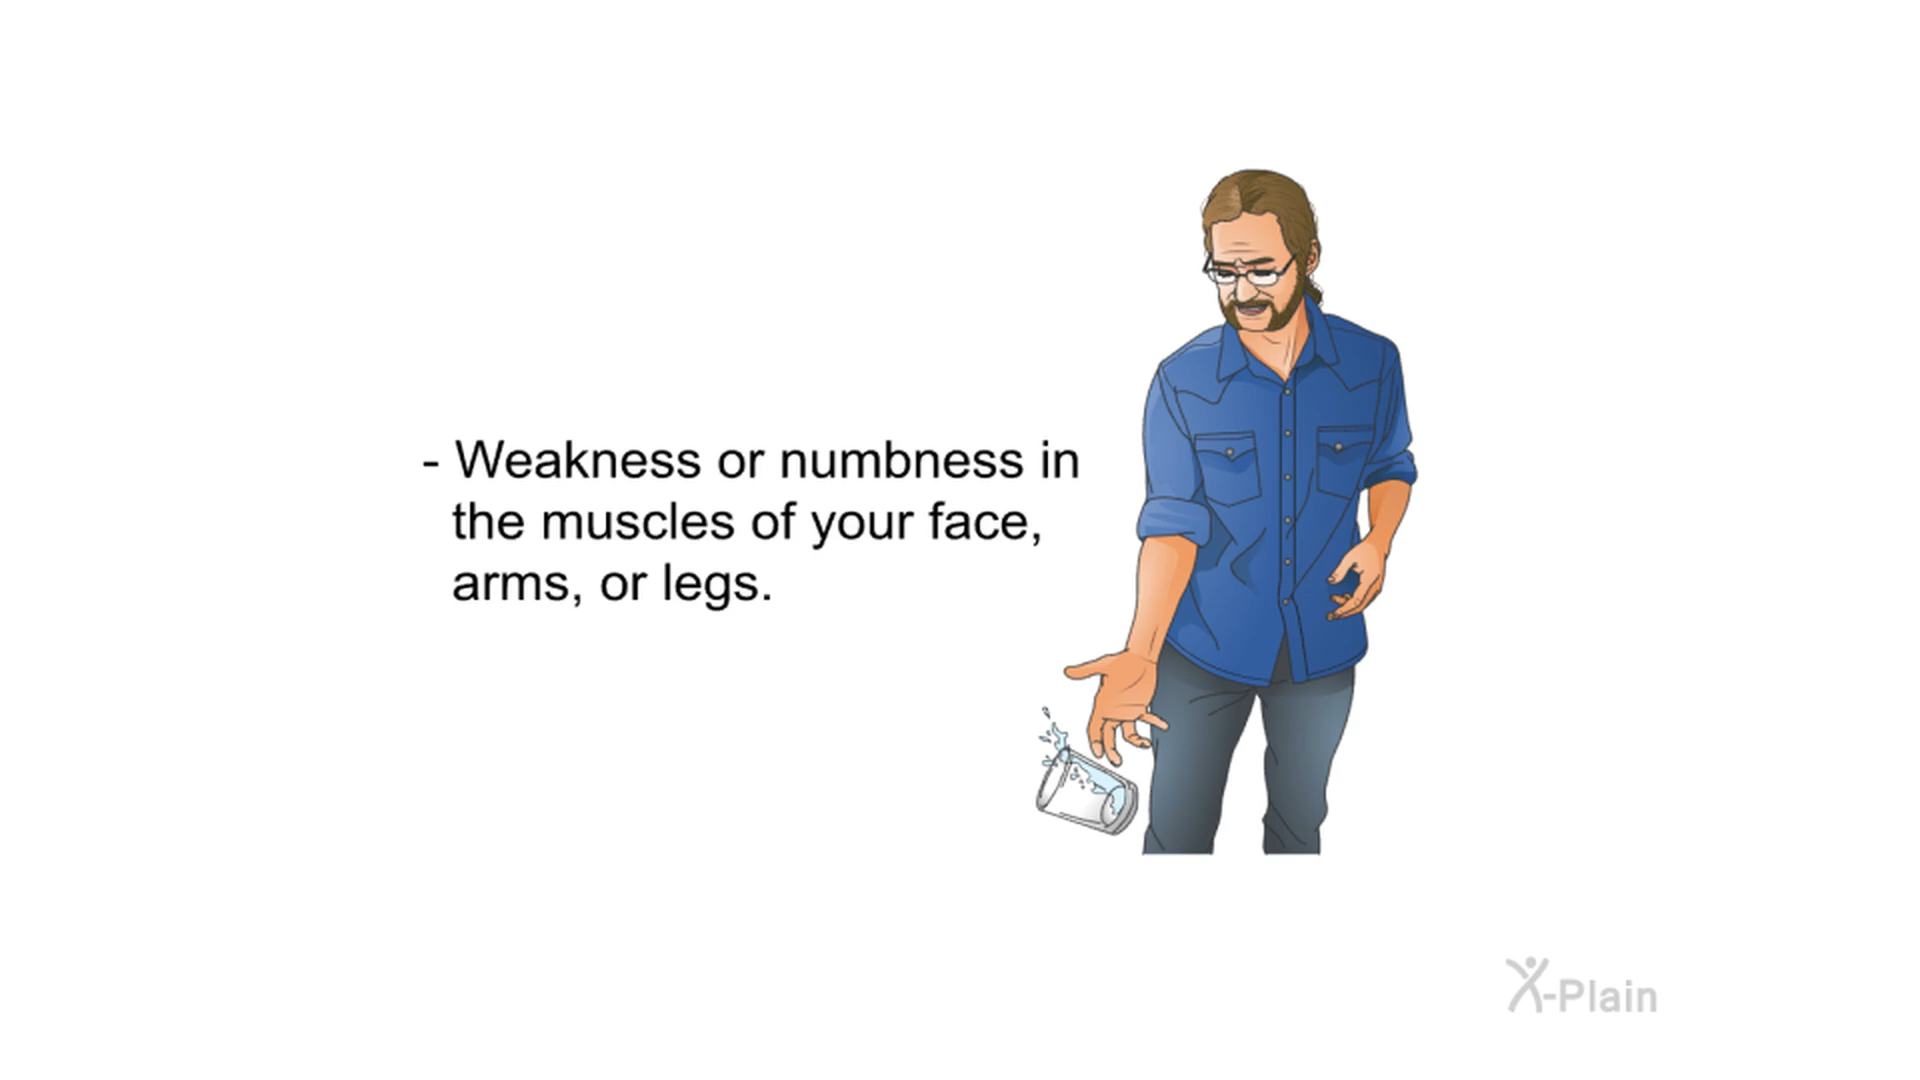 - Weakness or numbness in
the muscles of your face,
arms, or legs.
X-Plain